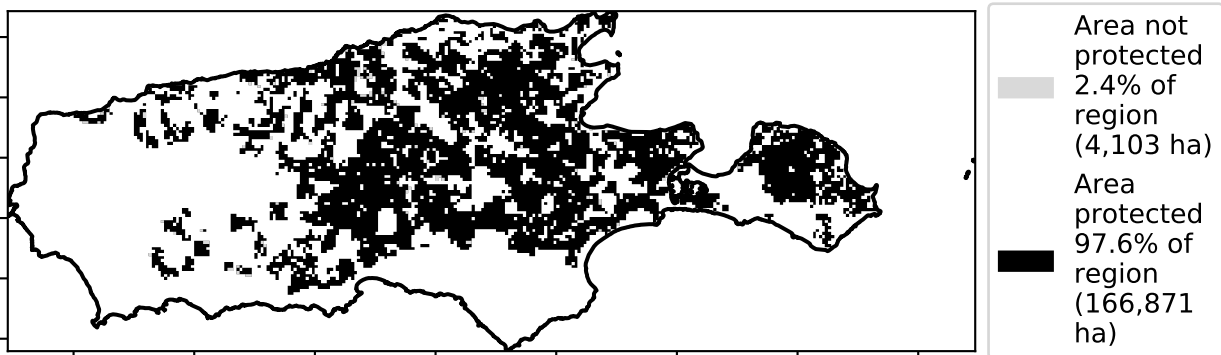 Area not
protected
2.4% of
region
(4,103 ha)
Area
protected
97.6% of
region
(166,871
ha)